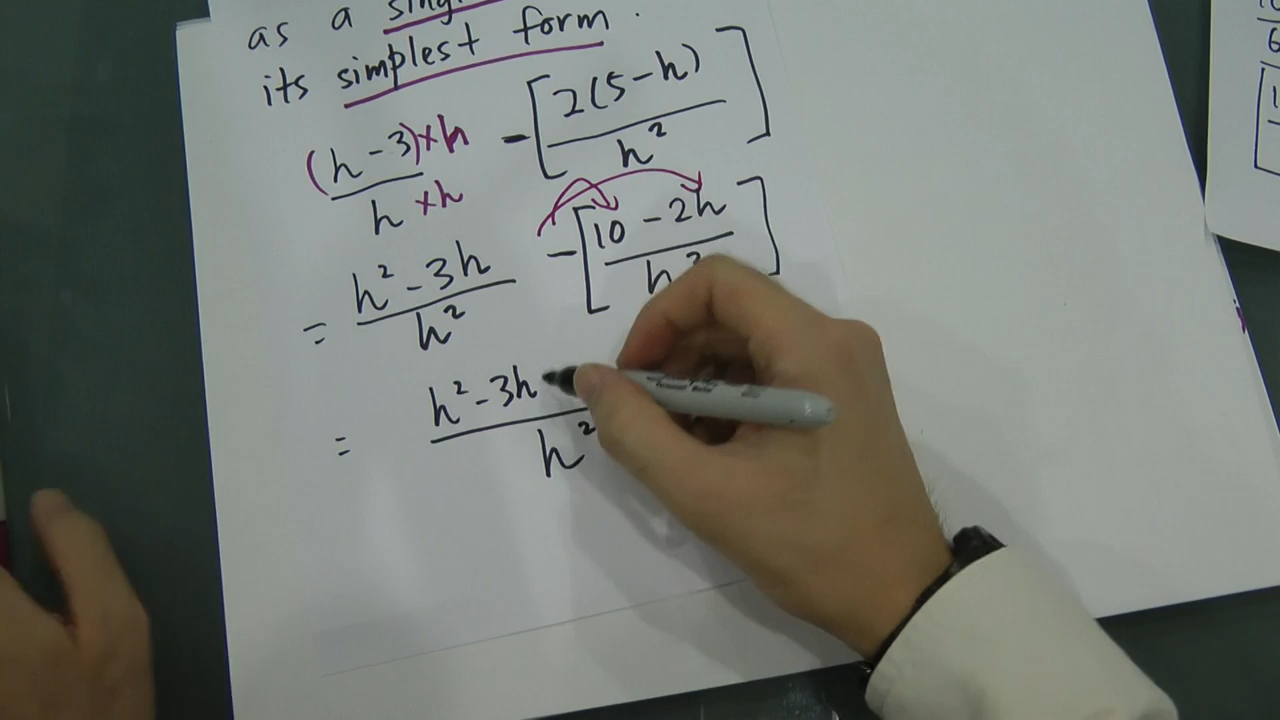 as a
its simplest form.
(h - 3) × h / h × h - [ 2(5 - h) / h² ]
= h² - 3h / h² - [ 10 - 2h / h² ]
= h² - 3h / h²